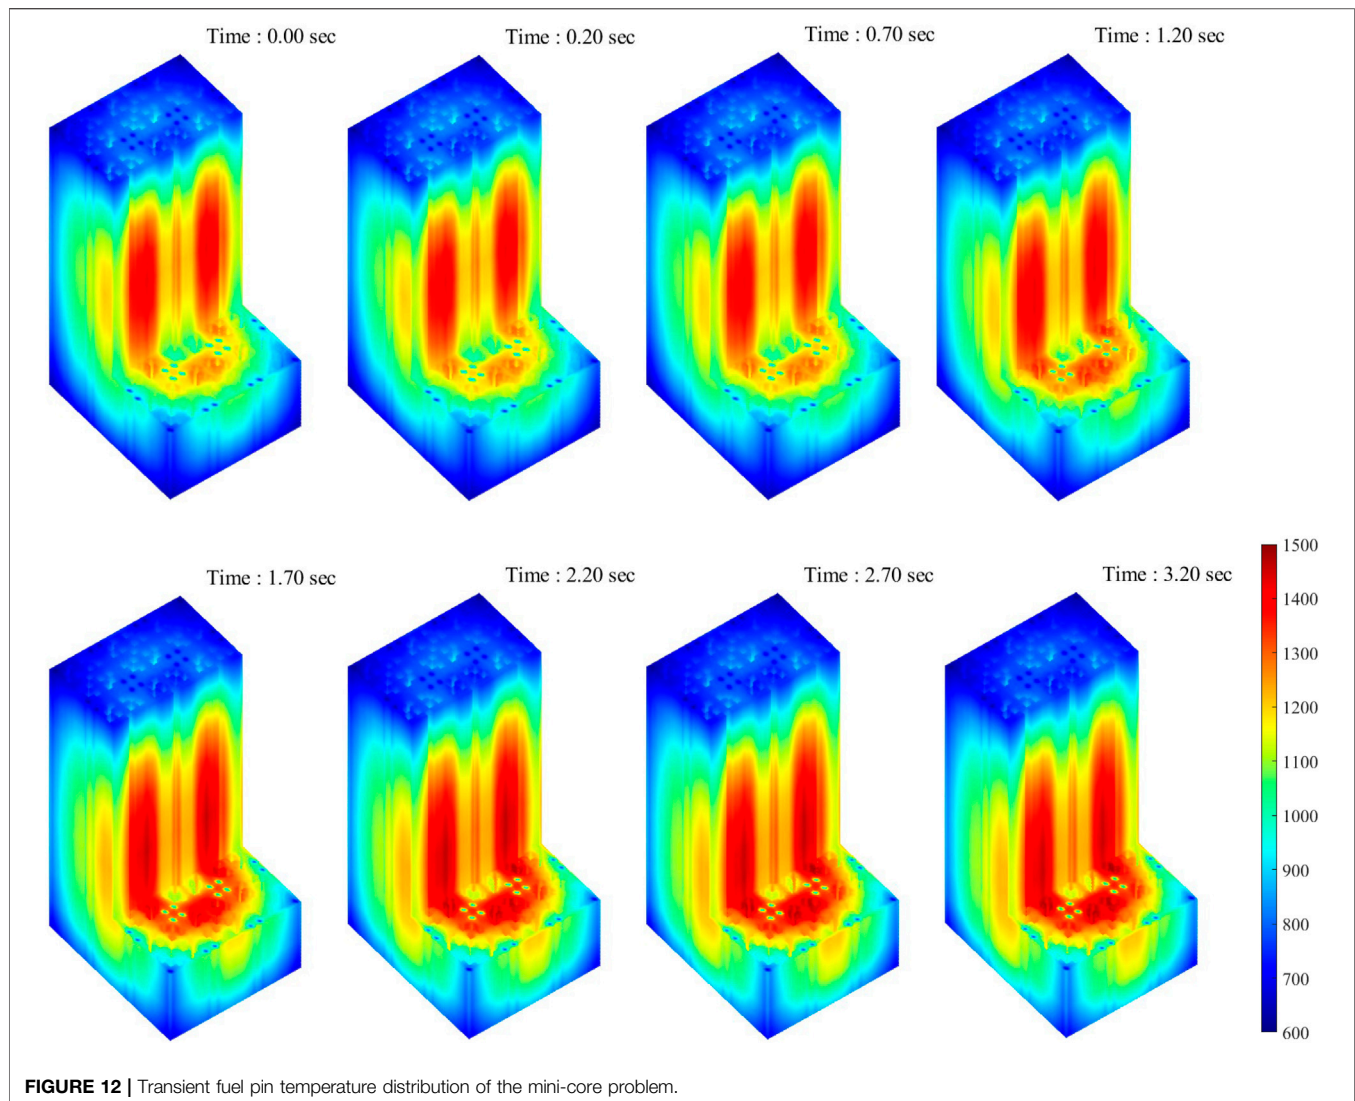 Time : 0.00 sec
Time : 0.20 sec
Time : 0.70 sec
Time : 1.20 sec
Time : 1.70 sec
Time : 2.20 sec
Time : 2.70 sec
Time : 3.20 sec
1500
1400
1300
1200
1100
1000
900
800
700
600
FIGURE 12 | Transient fuel pin temperature distribution of the mini-core problem.